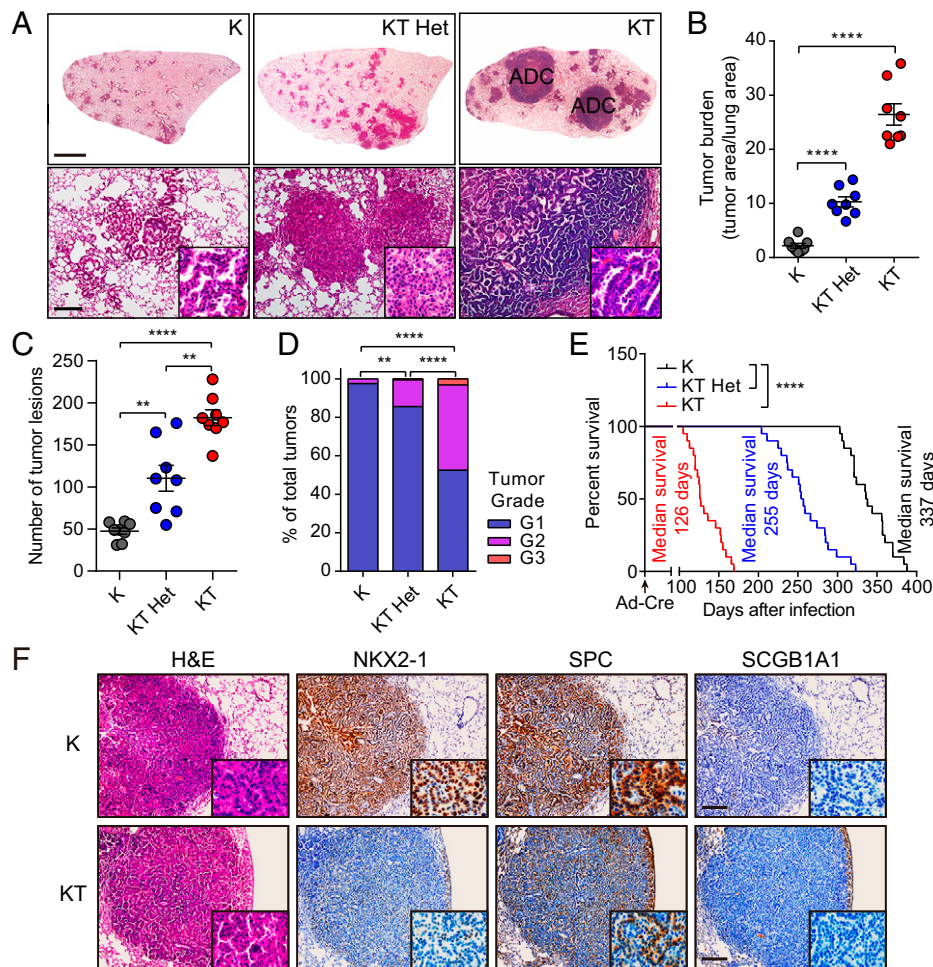 A
K
KT Het
KT
ADC
ADC
B
Tumor burden
(tumor area/lung area)
40
30
20
10
0
****
****
K
KT Het
KT
C
Number of tumor lesions
250
200
150
100
50
0
****
**
**
K
KT Het
KT
D
% of total tumors
100
80
60
40
20
0
****
**
****
K
KT Het
KT
Tumor
Grade
G1
G2
G3
E
Percent survival
150
100
50
0
K
KT Het
KT
****
Median survival
126 days
Median survival
255 days
Median survival
337 days
100 150 200 250 300 350 400
Ad-Cre
Days after infection
F
H&E
NKX2-1
SPC
SCGB1A1
K
KT